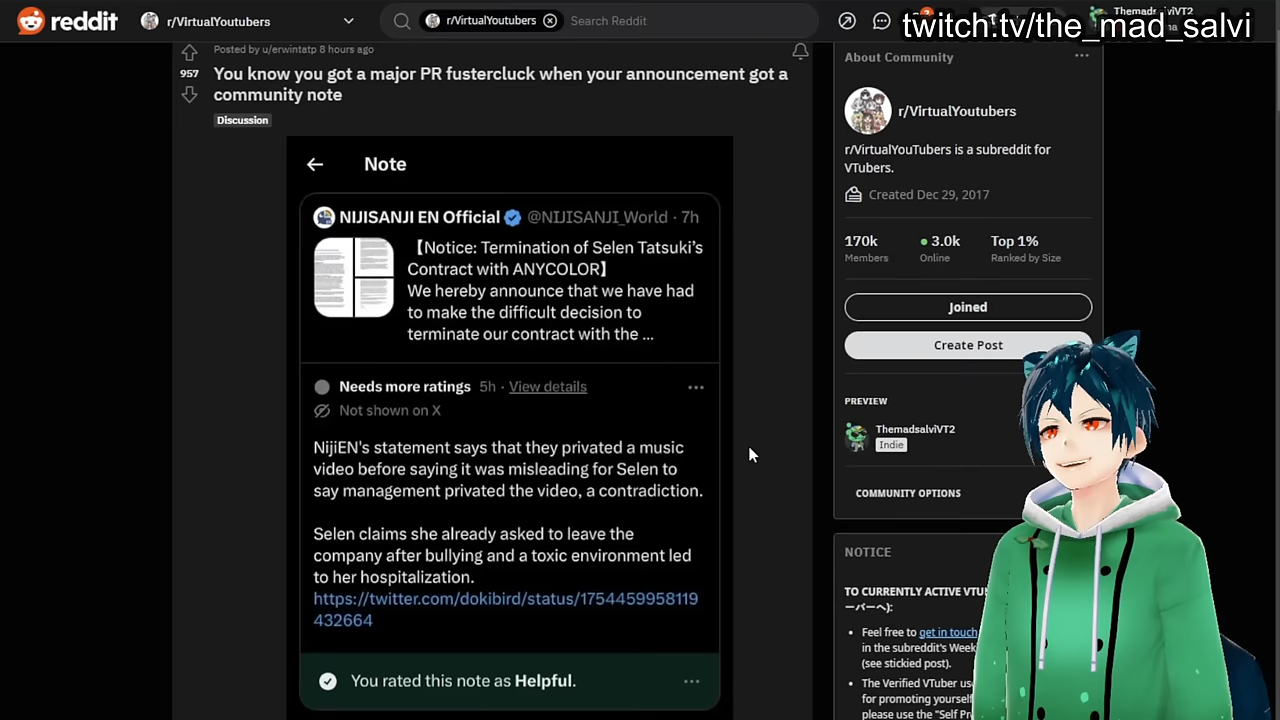 reddit
r/VirtualYoutubers
r/VirtualYoutubers
Search Reddit
ThemadsalviVT2
twitch.tv/the_mad_salvi
Posted by u/erwintatp 8 hours ago
957
You know you got a major PR fustercluck when your announcement got a
community note
Discussion
Note
NIJISANJI EN Official @NIJISANJI_World · 7h
【Notice: Termination of Selen Tatsuki's
Contract with ANYCOLOR】
We hereby announce that we have had
to make the difficult decision to
terminate our contract with the ...
Needs more ratings 5h · View details
Not shown on X
NijiEN's statement says that they privated a music
video before saying it was misleading for Selen to
say management privated the video, a contradiction.
Selen claims she already asked to leave the
company after bullying and a toxic environment led
to her hospitalization.
https://twitter.com/dokibird/status/1754459958119
432664
You rated this note as Helpful.
About Community
r/VirtualYoutubers
r/VirtualYouTubers is a subreddit for
VTubers.
Created Dec 29, 2017
170k
Members
3.0k
Online
Top 1%
Ranked by Size
Joined
Create Post
PREVIEW
ThemadsalviVT2
Indie
COMMUNITY OPTIONS
NOTICE
TO CURRENTLY ACTIVE VTU
ーバーへ):
Feel free to get in touch
in the subreddit's Week
(see stickied post).
The Verified VTuber use
for promoting yourself
please use the "Self Pr